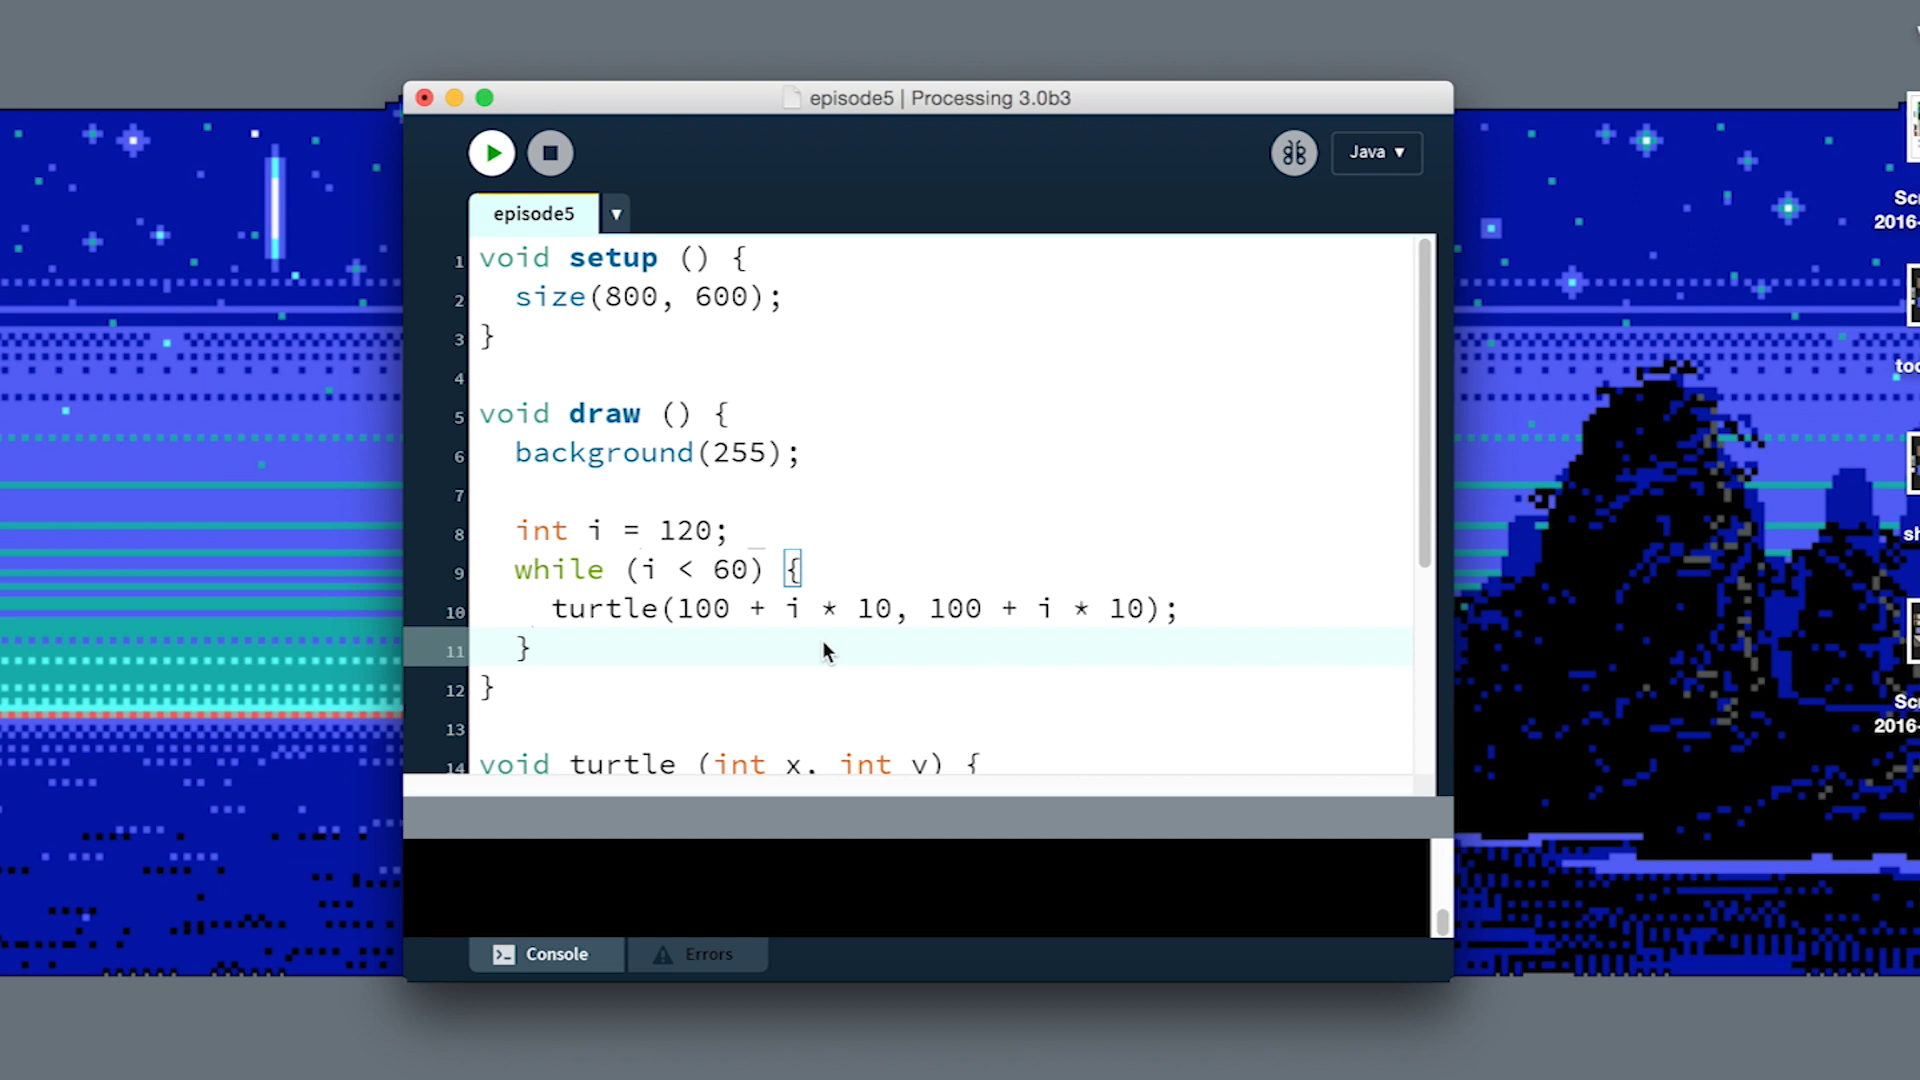 episode5 | Processing 3.0b3
Java ▼
episode5 ▼
1 void setup () {
2 size(800, 600);
3 }
4
5 void draw () {
6 background(255);
7
8 int i = 120;
9 while (i < 60) {
10 turtle(100 + i * 10, 100 + i * 10);
11 }
12 }
13
14 void turtle (int x, int y) {
Console
Errors
2016-
2016-